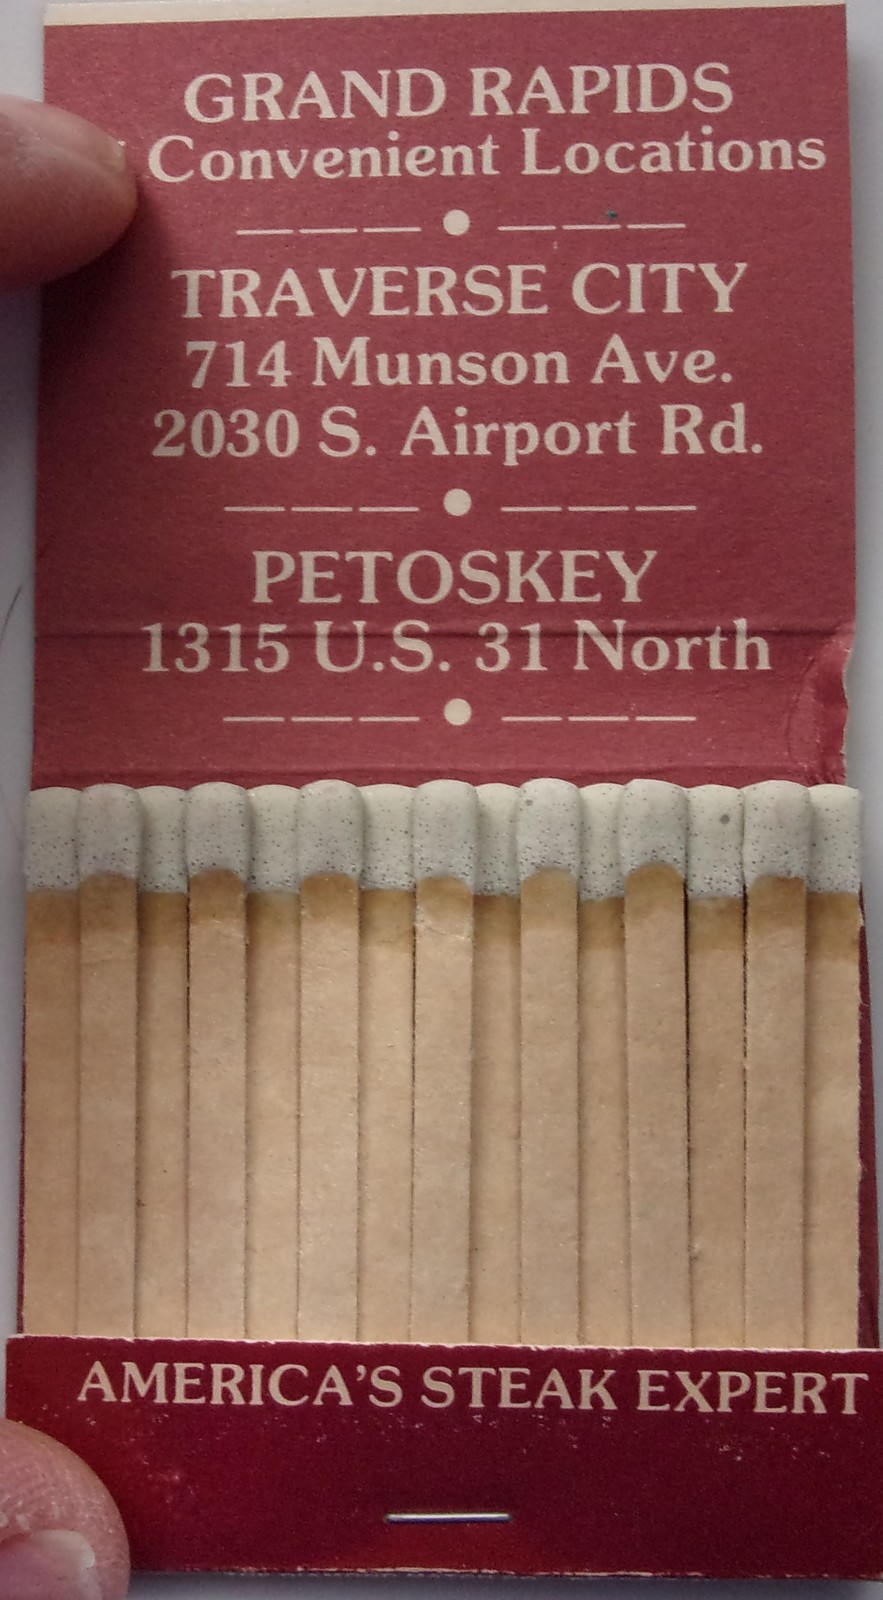 GRAND RAPIDS
Convenient Locations
TRAVERSE CITY
714 Munson Ave.
2030 S. Airport Rd.
PETOSKEY
1315 U.S. 31 North
AMERICA'S STEAK EXPERT